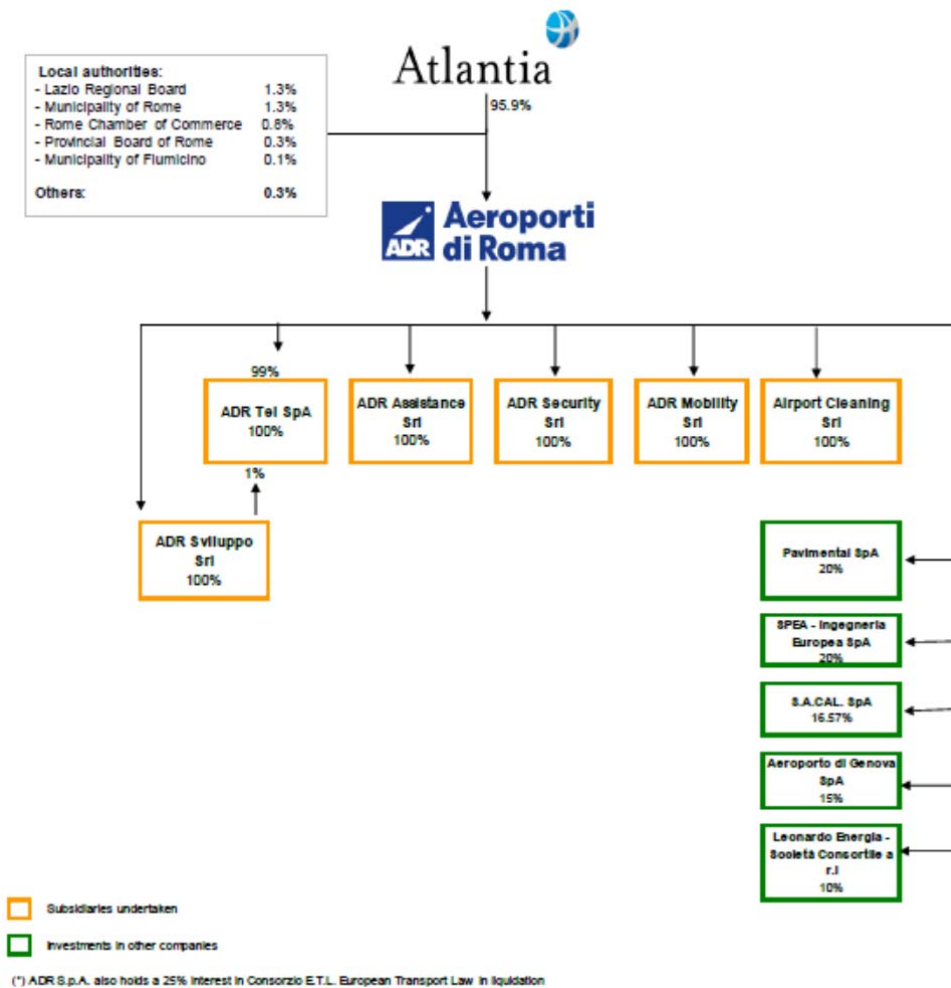 Atlantia
95.9%
Local authorities:
- Lazio Regional Board 1.3%
- Municipality of Rome 1.3%
- Rome Chamber of Commerce 0.8%
- Provincial Board of Rome 0.3%
- Municipality of Fiumicino 0.1%
Others: 0.3%
ADR
Aeroporti
di Roma
99%
ADR Tel SpA
100%
1%
ADR Assistance
Srl
100%
ADR Security
Srl
100%
ADR Mobility
Srl
100%
Airport Cleaning
Srl
100%
ADR Sviluppo
Srl
100%
Pavimental SpA
20%
SPEA - Ingegneria
Europea SpA
20%
S.A.CAL. SpA
16.57%
Aeroporto di Genova
SpA
15%
Leonardo Energia -
Società Consortile a
r.l
10%
Subsidiaries undertaken
Investments in other companies
(*) ADR S.p.A. also holds a 25% interest in Consorzio E.T.L. European Transport Law in liquidation